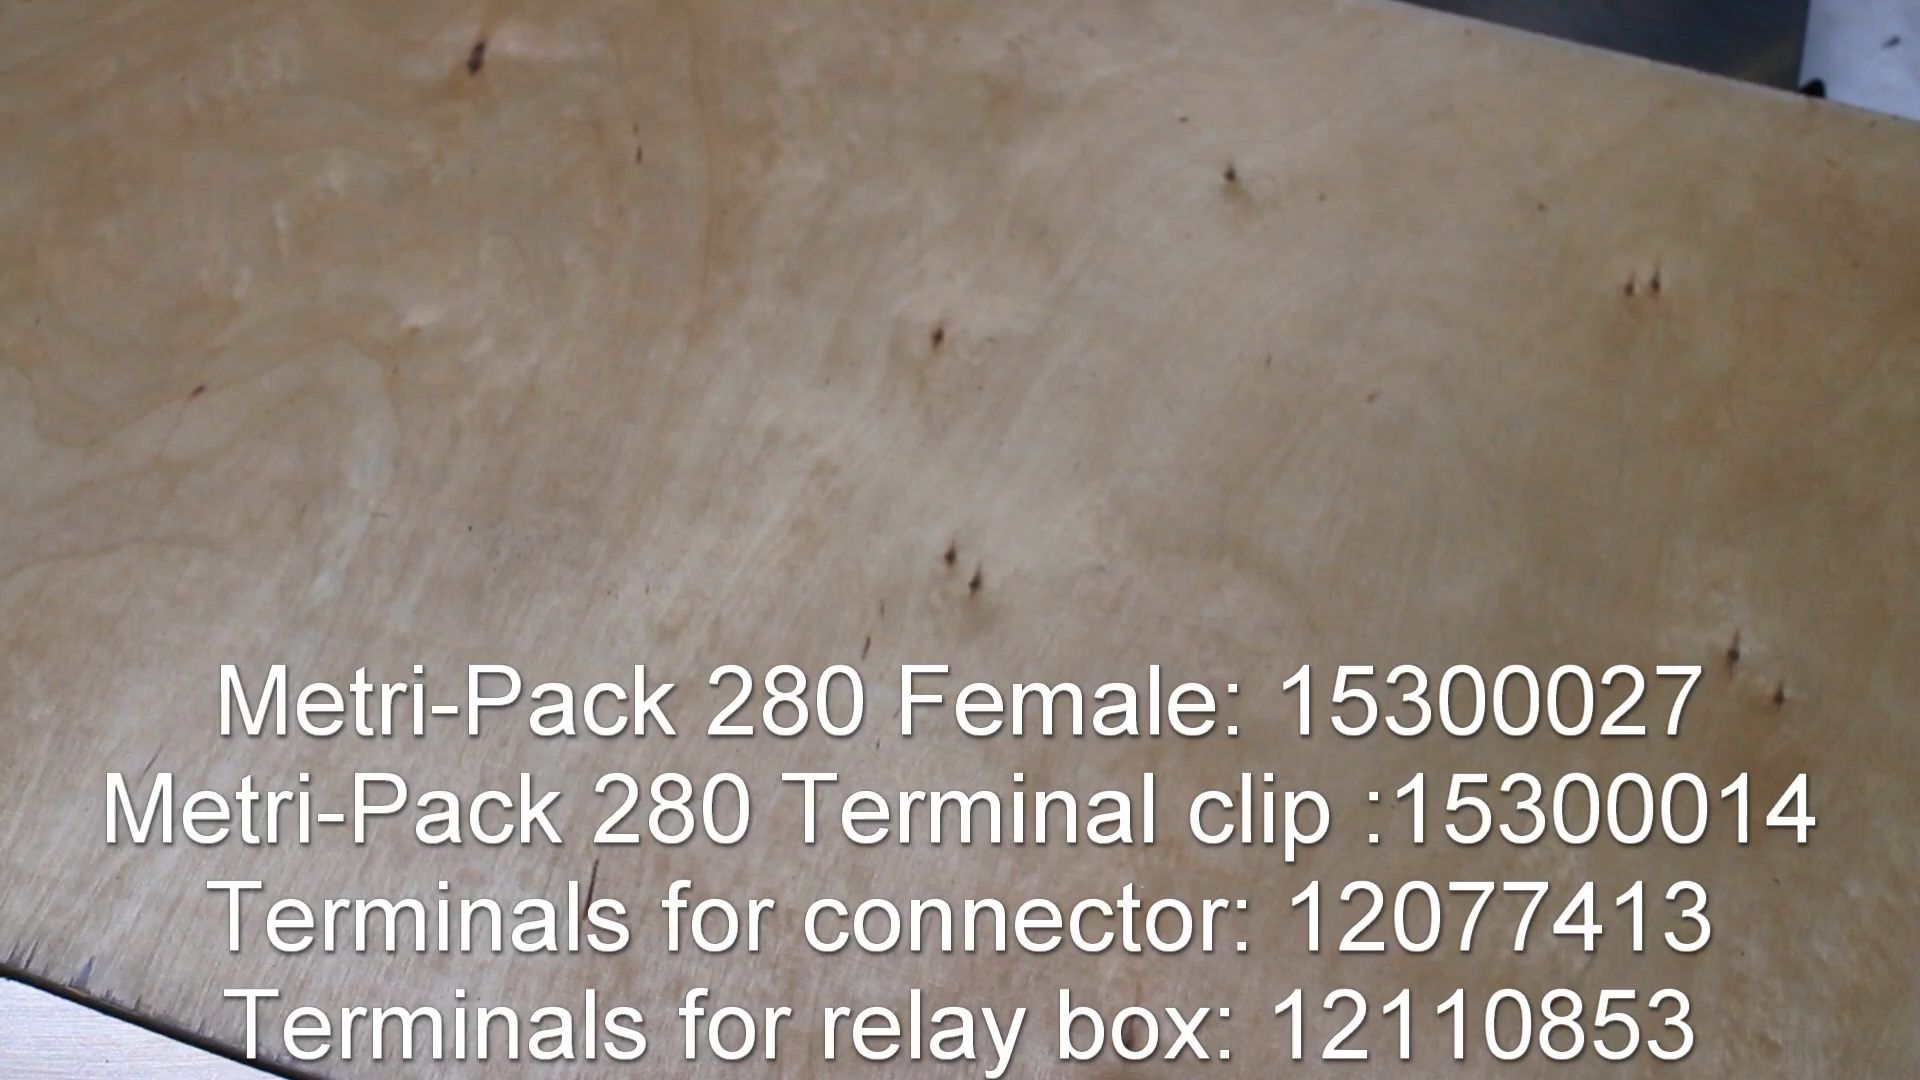 Metri-Pack 280 Female: 15300027
Metri-Pack 280 Terminal clip :15300014
Terminals for connector: 12077413
Terminals for relay box: 12110853